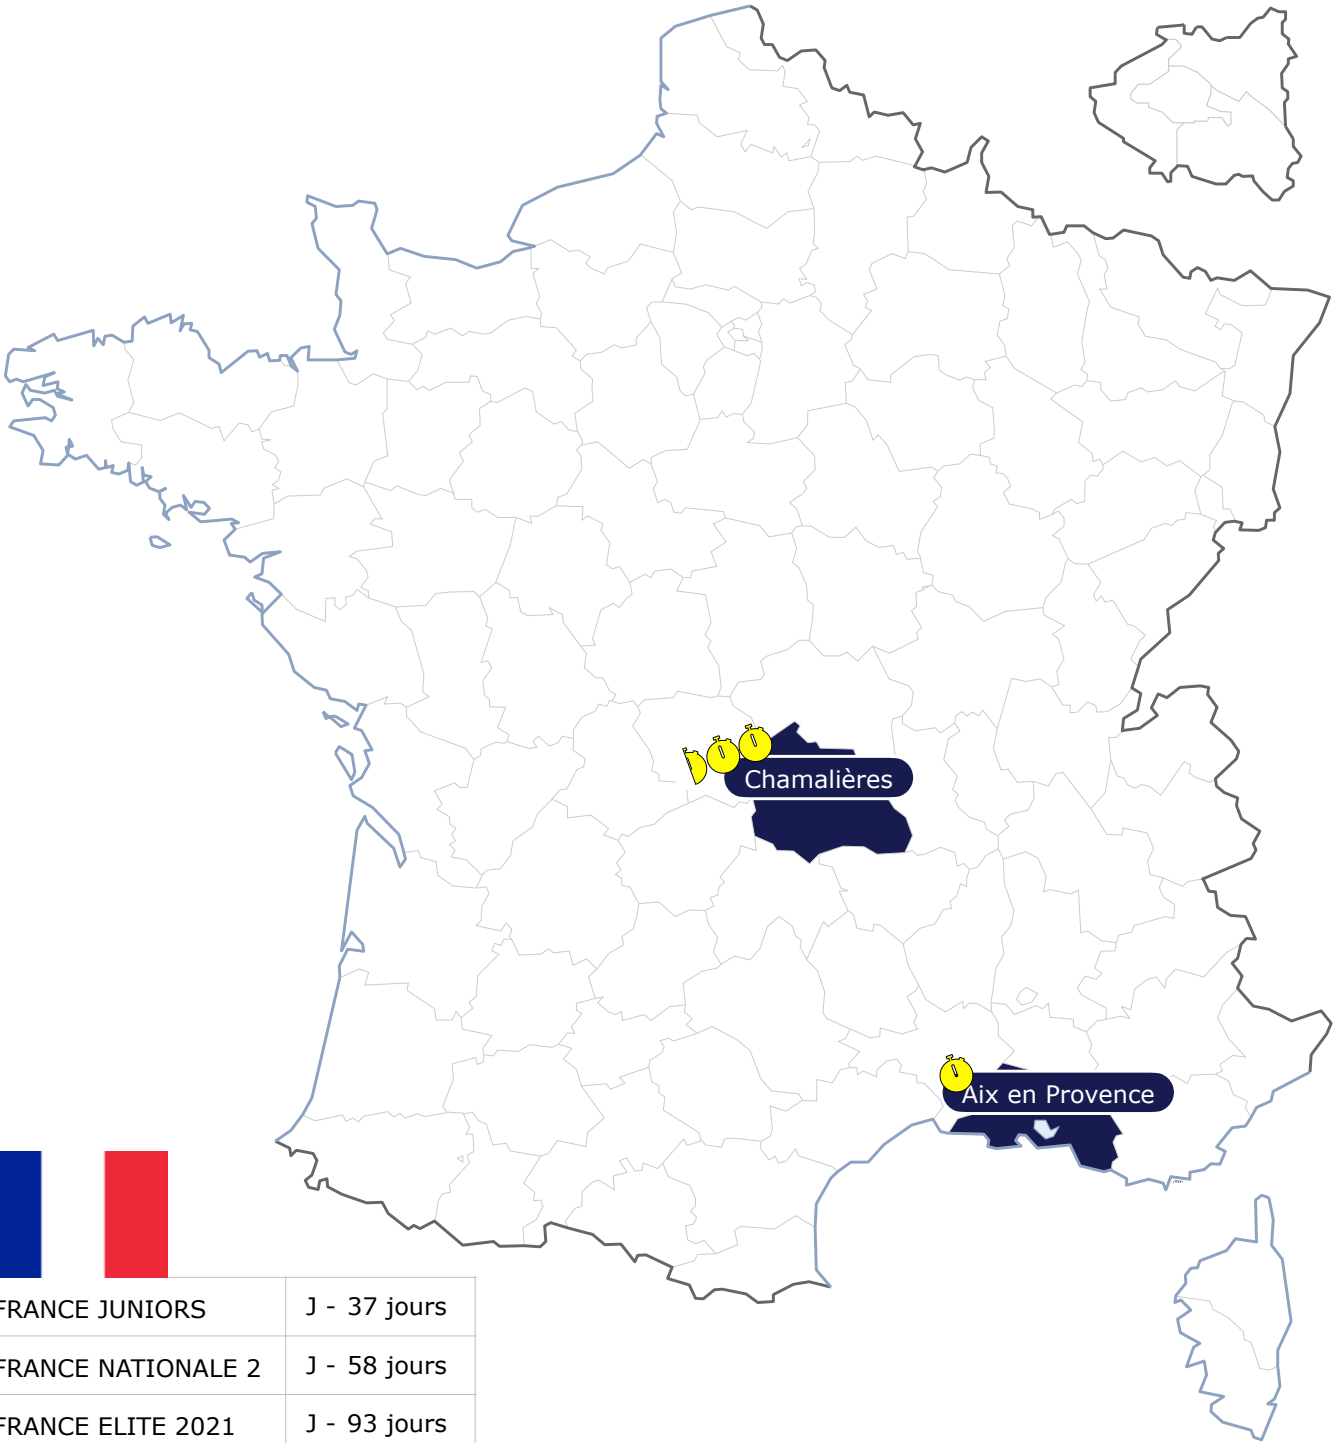 Chamalières
Aix en Provence
FRANCE JUNIORS J - 37 jours
FRANCE NATIONALE 2 J - 58 jours
FRANCE ELITE 2021 J - 93 jours